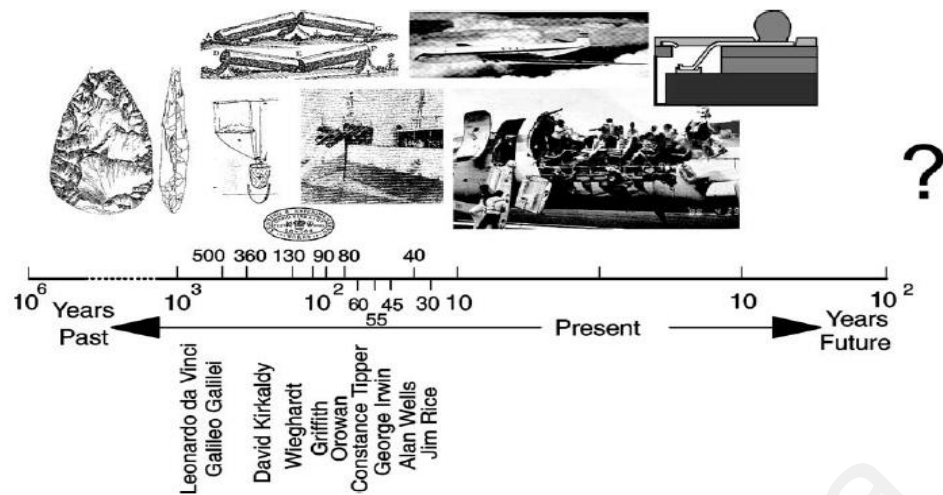 ?
500 360 130 90 80 40
10⁶ 10³ 10² 10 10 10²
60 45 30
55
Years Past
Present
Years Future
Leonardo da Vinci
Galileo Galilei
David Kirkaldy
Wieghardt
Griffith
Orowan
Constance Tipper
George Irwin
Alan Wells
Jim Rice